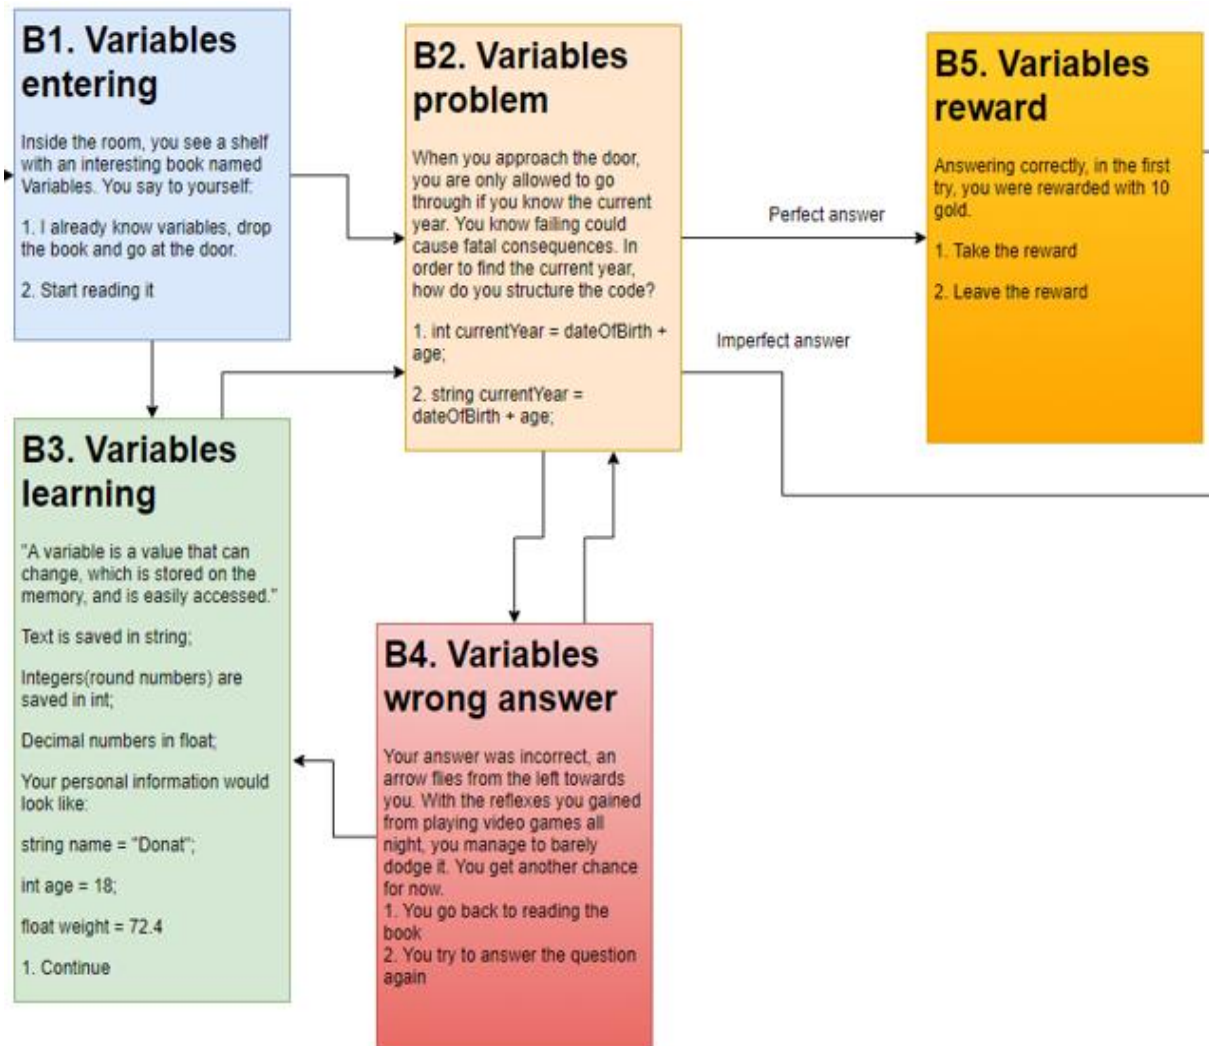 B1. Variables
entering
Inside the room, you see a shelf
with an interesting book named
Variables. You say to yourself:
1. I already know variables, drop
the book and go at the door.
2. Start reading it
B2. Variables
problem
When you approach the door,
you are only allowed to go
through if you know the current
year. You know failing could
cause fatal consequences. In
order to find the current year,
how do you structure the code?
1. int currentYear = dateOfBirth +
age;
2. string currentYear =
dateOfBirth + age;
Perfect answer
Imperfect answer
B5. Variables
reward
Answering correctly, in the first
try, you were rewarded with 10
gold.
1. Take the reward
2. Leave the reward
B3. Variables
learning
"A variable is a value that can
change, which is stored on the
memory, and is easily accessed."
Text is saved in string;
Integers(round numbers) are
saved in int;
Decimal numbers in float;
Your personal information would
look like:
string name = "Donat";
int age = 18;
float weight = 72.4
1. Continue
B4. Variables
wrong answer
Your answer was incorrect, an
arrow flies from the left towards
you. With the reflexes you gained
from playing video games all
night, you manage to barely
dodge it. You get another chance
for now.
1. You go back to reading the
book
2. You try to answer the question
again